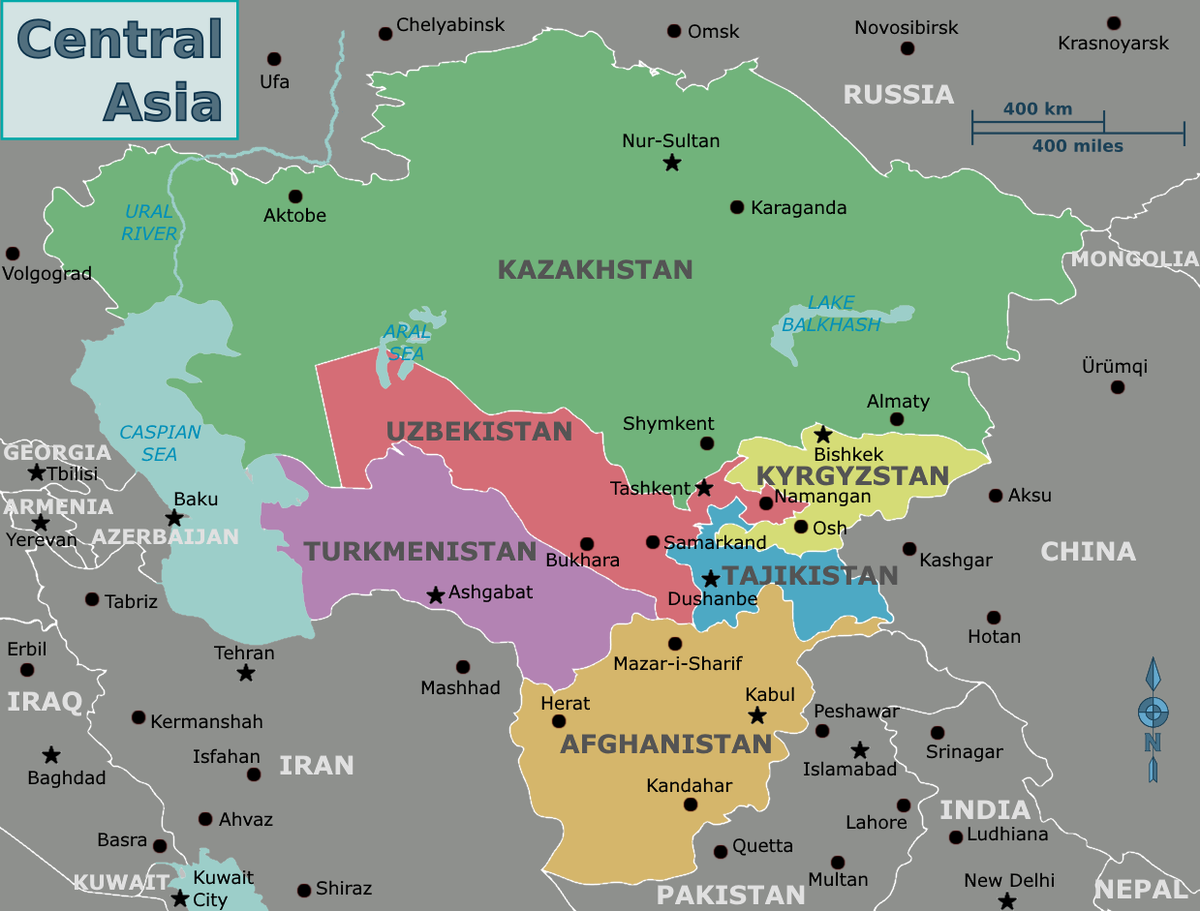 Central
Asia
Chelyabinsk
Omsk
Novosibirsk
Krasnoyarsk
Ufa
RUSSIA
400 km
400 miles
Nur-Sultan
Karaganda
Aktobe
URAL
RIVER
Volgograd
KAZAKHSTAN
MONGOLIA
LAKE
BALKHASH
ARAL
SEA
Ürümqi
Almaty
Shymkent
UZBEKISTAN
CASPIAN
SEA
GEORGIA
Tbilisi
Bishkek
KYRGYZSTAN
Tashkent
Namangan
Aksu
Baku
ARMENIA
Yerevan
AZERBAIJAN
Osh
Samarkand
Bukhara
TURKMENISTAN
Kashgar
CHINA
TAJIKISTAN
Ashgabat
Dushanbe
Tabriz
Hotan
Erbil
Tehran
Mashhad
Mazar-i-Sharif
IRAQ
Kermanshah
Herat
Kabul
Peshawar
Srinagar
N
AFGHANISTAN
Isfahan
IRAN
Islamabad
Baghdad
Kandahar
INDIA
Ahvaz
Lahore
Ludhiana
Basra
Quetta
Multan
KUWAIT
Kuwait
City
Shiraz
PAKISTAN
New Delhi
NEPAL